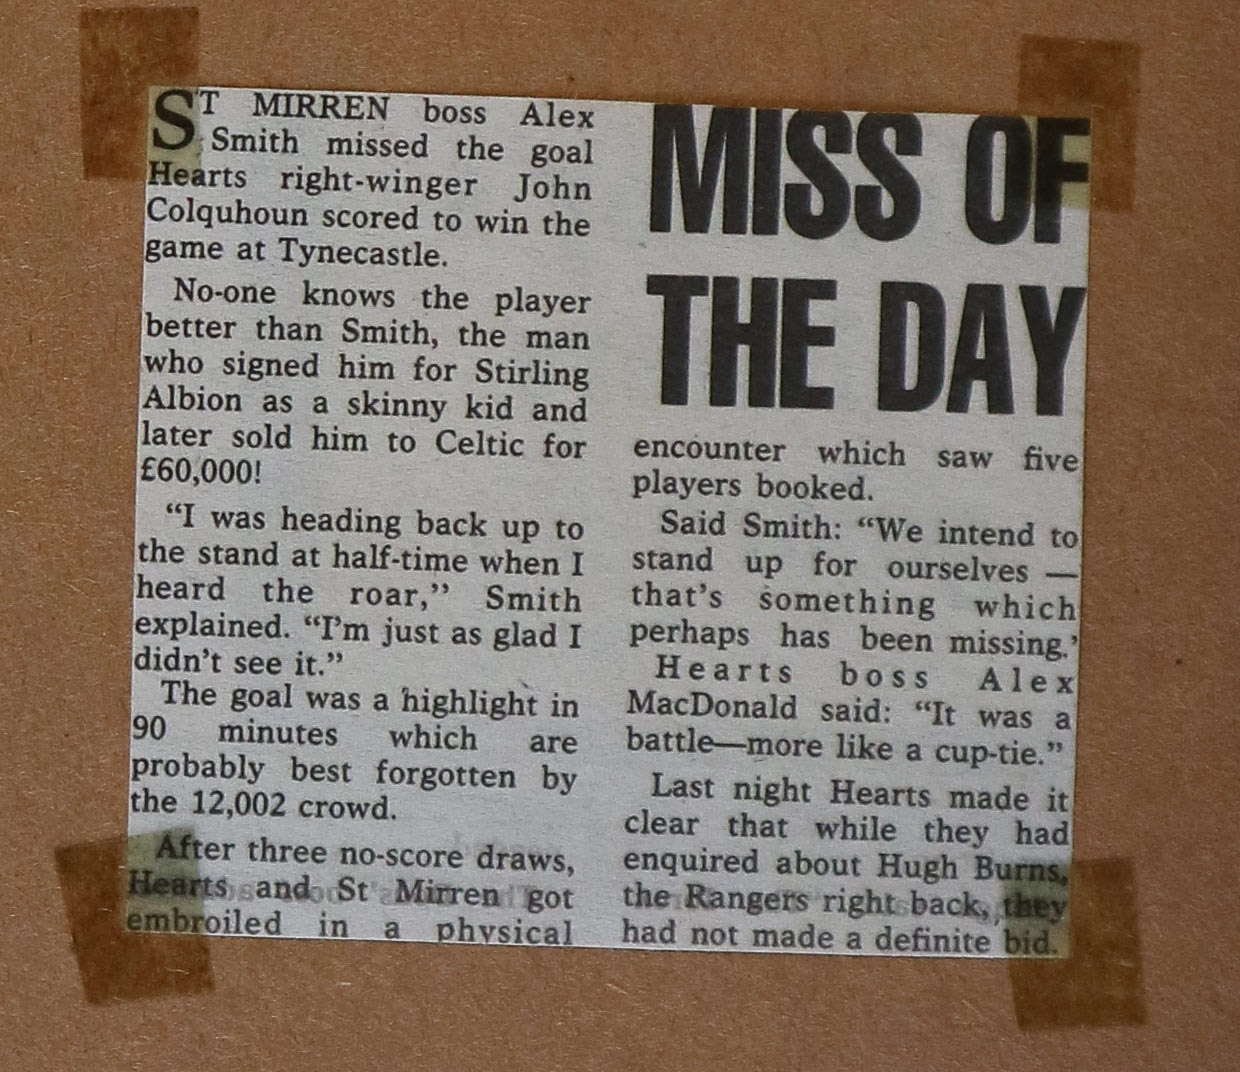 ST MIRREN boss Alex
Smith missed the goal
Hearts right-winger John
Colquhoun scored to win the
game at Tynecastle.
No-one knows the player
better than Smith, the man
who signed him for Stirling
Albion as a skinny kid and
later sold him to Celtic for
£60,000!
“I was heading back up to
the stand at half-time when I
heard the roar,” Smith
explained. “I’m just as glad I
didn’t see it.”
The goal was a highlight in
90 minutes which are
probably best forgotten by
the 12,002 crowd.
After three no-score draws,
Hearts and St Mirren got
embroiled in a physical
MISS OF
THE DAY
encounter which saw five
players booked.
Said Smith: “We intend to
stand up for ourselves —
that’s something which
perhaps has been missing.’
Hearts boss Alex
MacDonald said: “It was a
battle—more like a cup-tie.”
Last night Hearts made it
clear that while they had
enquired about Hugh Burns,
the Rangers right back, they
had not made a definite bid.